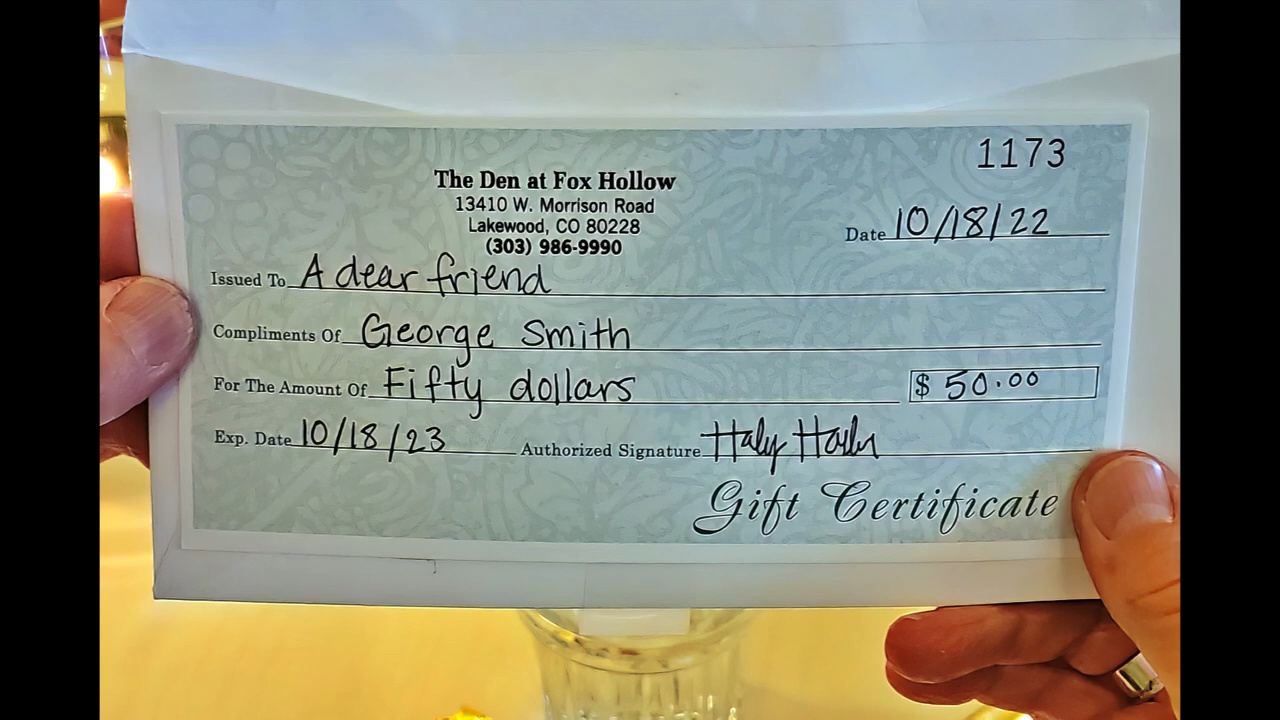 1173
The Den at Fox Hollow
13410 W. Morrison Road
Lakewood, CO 80228
(303) 986-9990
Date 10/18/22
Issued To A dear friend
Compliments Of George Smith
For The Amount Of Fifty dollars $ 50.00
Exp. Date 10/18/23 Authorized Signature Haly
Gift Certificate